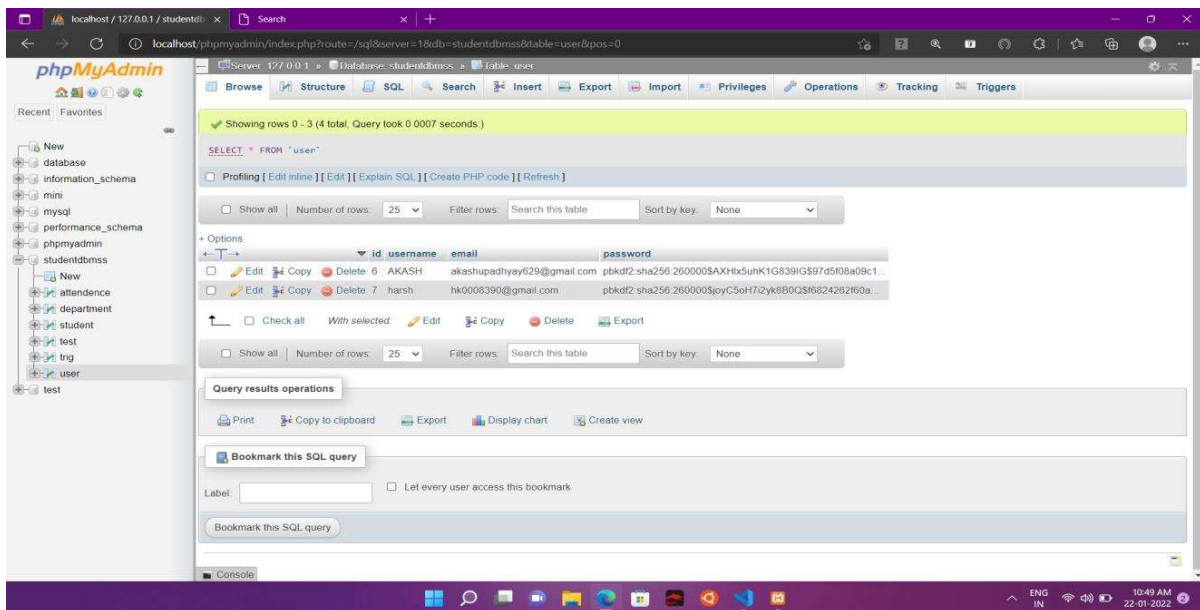 localhost / 127.0.0.1 / studentdb
Search
localhost/phpmyadmin/index.php?route=/sql&server=1&db=studentdbmss&table=user&pos=0
phpMyAdmin
Recent Favorites
New
database
information_schema
mini
mysql
performance_schema
phpmyadmin
studentdbmss
New
attendence
department
student
test
trig
user
test
Server: 127.0.0.1 » Database: studentdbmss » Table: user
Browse Structure SQL Search Insert Export Import Privileges Operations Tracking Triggers
Showing rows 0 - 3 (4 total, Query took 0.0007 seconds.)
SELECT * FROM `user`
Profiling [ Edit inline ] [ Edit ] [ Explain SQL ] [ Create PHP code ] [ Refresh ]
Show all | Number of rows: 25 Filter rows: Search this table Sort by key: None
+ Options
←T→ id username email password
Edit Copy Delete 6 AKASH akashupadhyay629@gmail.com pbkdf2:sha256:260000$AXHIx5uhK1G839IG$97d5f08a09c1...
Edit Copy Delete 7 harsh hk0008390@gmail.com pbkdf2:sha256:260000$joyC5oH7i2yk8B0Q$f6824262f60a...
Check all With selected: Edit Copy Delete Export
Show all | Number of rows: 25 Filter rows: Search this table Sort by key: None
Query results operations
Print Copy to clipboard Export Display chart Create view
Bookmark this SQL query
Label: Let every user access this bookmark
Bookmark this SQL query
Console
ENG
IN
10:49 AM
22-01-2022
2